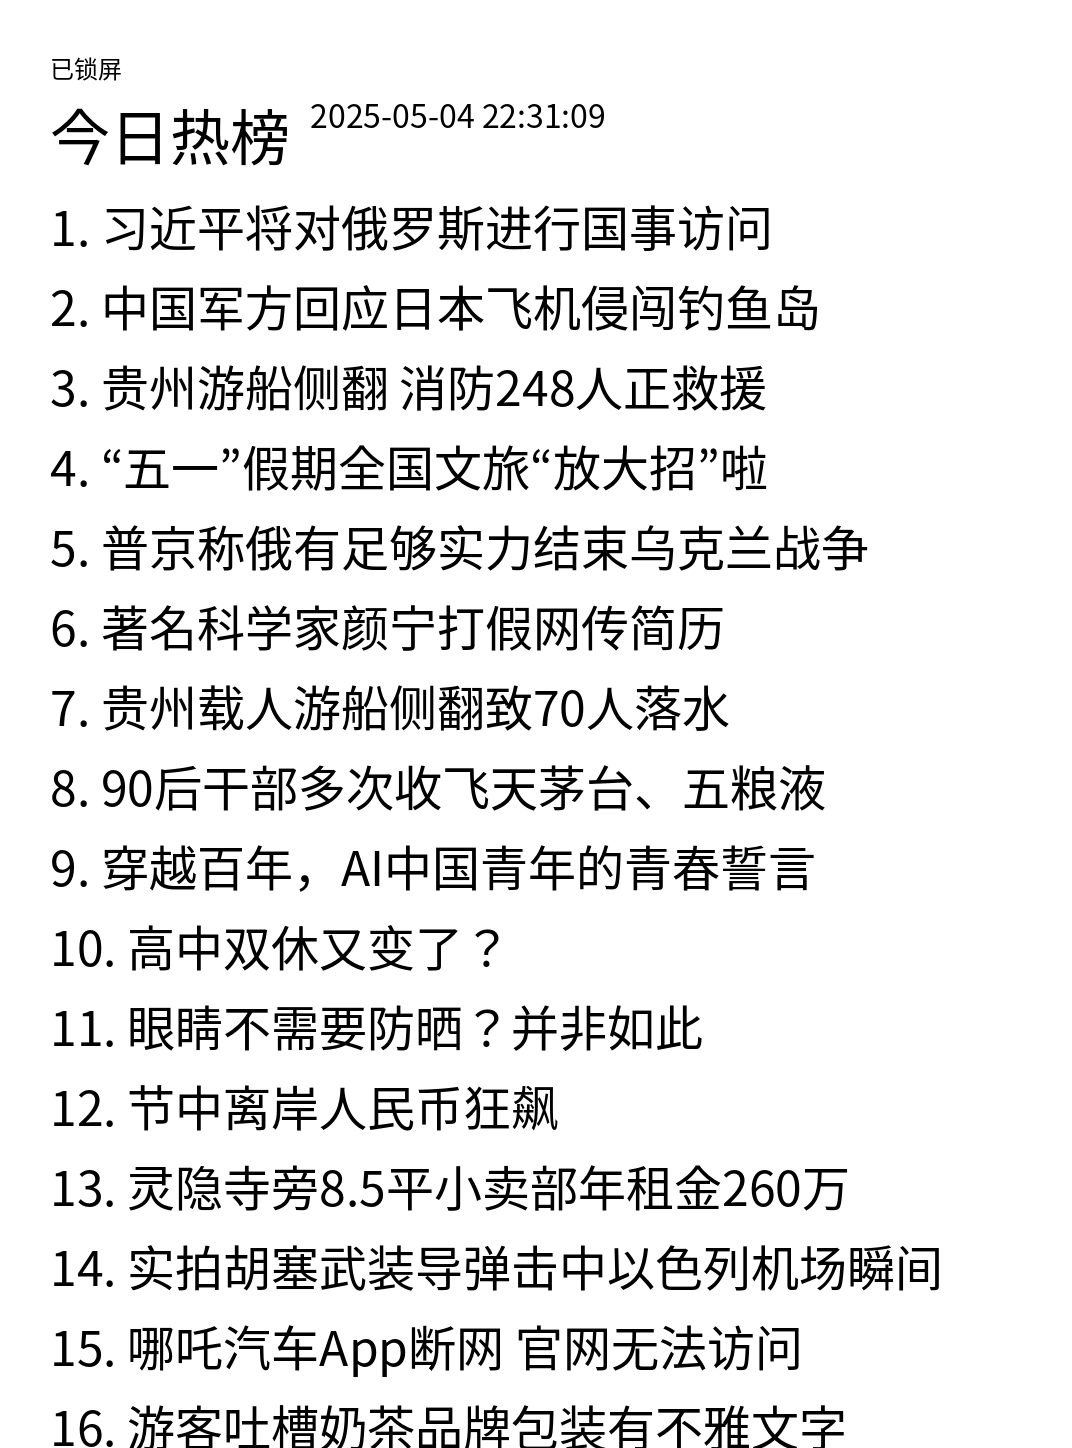 已锁屏
今日热榜 2025-05-04 22:31:09
1. 习近平将对俄罗斯进行国事访问
2. 中国军方回应日本飞机侵闯钓鱼岛
3. 贵州游船侧翻 消防248人正救援
4. “五一”假期全国文旅“放大招”啦
5. 普京称俄有足够实力结束乌克兰战争
6. 著名科学家颜宁打假网传简历
7. 贵州载人游船侧翻致70人落水
8. 90后干部多次收飞天茅台、五粮液
9. 穿越百年，AI中国青年的青春誓言
10. 高中双休又变了？
11. 眼睛不需要防晒？并非如此
12. 节中离岸人民币狂飙
13. 灵隐寺旁8.5平小卖部年租金260万
14. 实拍胡塞武装导弹击中以色列机场瞬间
15. 哪吒汽车App断网 官网无法访问
16. 游客吐槽奶茶品牌包装有不雅文字